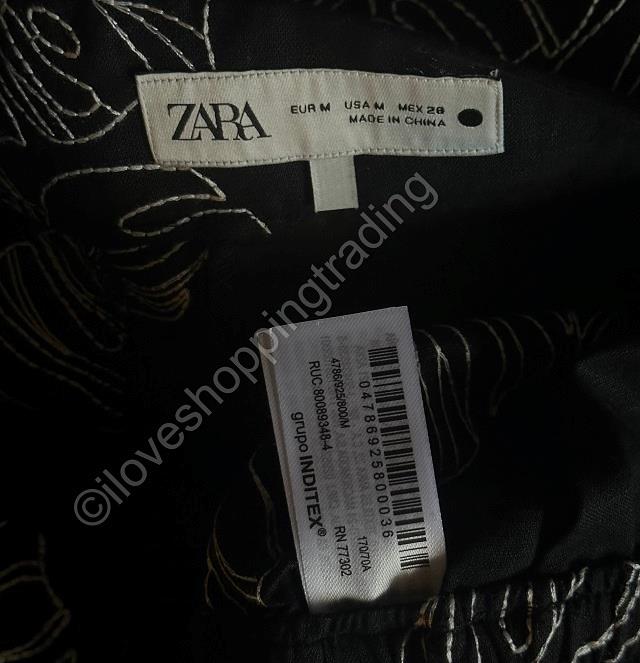 ZARA
EUR M USA M MEX 28
MADE IN CHINA
©iloveshoppingtrading
04786925800036
4786/925/800/M
170/70A
RUC:80089348-4
RN 77302
grupo INDITEX®